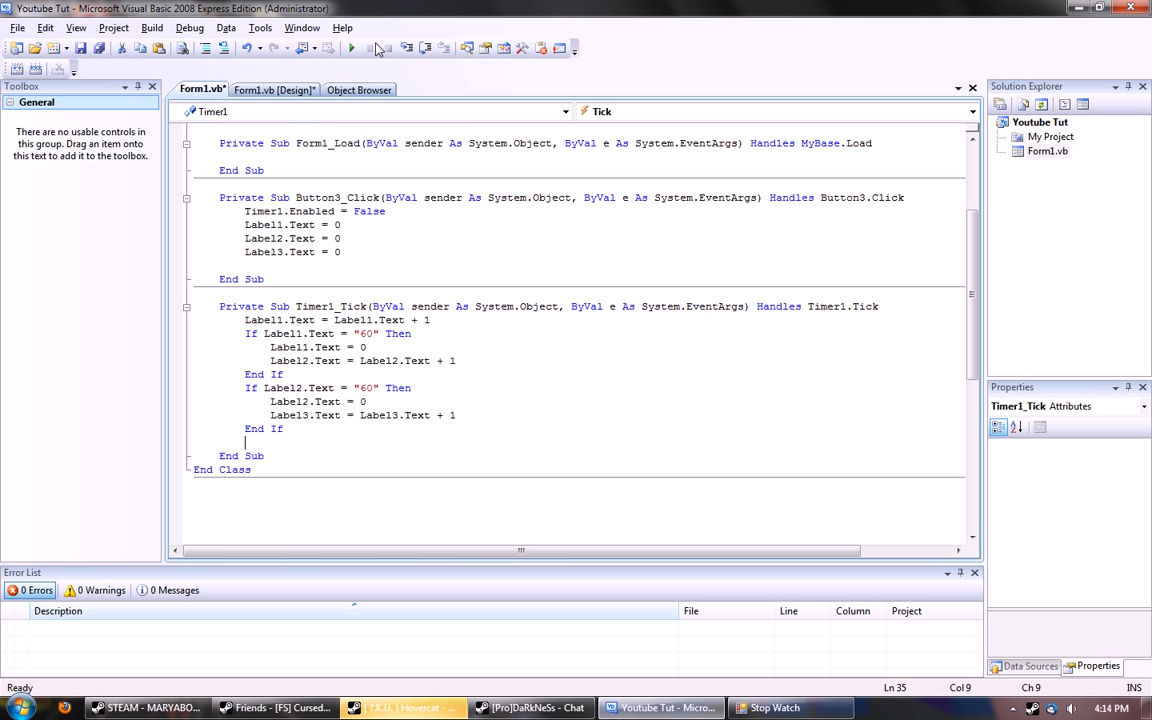 Youtube Tut - Microsoft Visual Basic 2008 Express Edition (Administrator)
File Edit View Project Build Debug Data Tools Window Help
Toolbox
General
There are no usable controls in
this group. Drag an item onto
this text to add it to the toolbox.
Form1.vb* Form1.vb [Design]* Object Browser
Timer1 Tick
Private Sub Form1_Load(ByVal sender As System.Object, ByVal e As System.EventArgs) Handles MyBase.Load
End Sub
Private Sub Button3_Click(ByVal sender As System.Object, ByVal e As System.EventArgs) Handles Button3.Click
Timer1.Enabled = False
Label1.Text = 0
Label2.Text = 0
Label3.Text = 0
End Sub
Private Sub Timer1_Tick(ByVal sender As System.Object, ByVal e As System.EventArgs) Handles Timer1.Tick
Label1.Text = Label1.Text + 1
If Label1.Text = "60" Then
Label1.Text = 0
Label2.Text = Label2.Text + 1
End If
If Label2.Text = "60" Then
Label2.Text = 0
Label3.Text = Label3.Text + 1
End If
End Sub
End Class
Solution Explorer
Youtube Tut
My Project
Form1.vb
Properties
Timer1_Tick Attributes
Data Sources Properties
Error List
0 Errors 0 Warnings 0 Messages
Description File Line Column Project
Ready Ln 35 Col 9 Ch 9 INS
STEAM - MARYABO... Friends - [FS] Cursed... (?.K.U.) Hovercat - ... [Pro]DaRkNeSs - Chat Youtube Tut - Micro... Stop Watch 4:14 PM